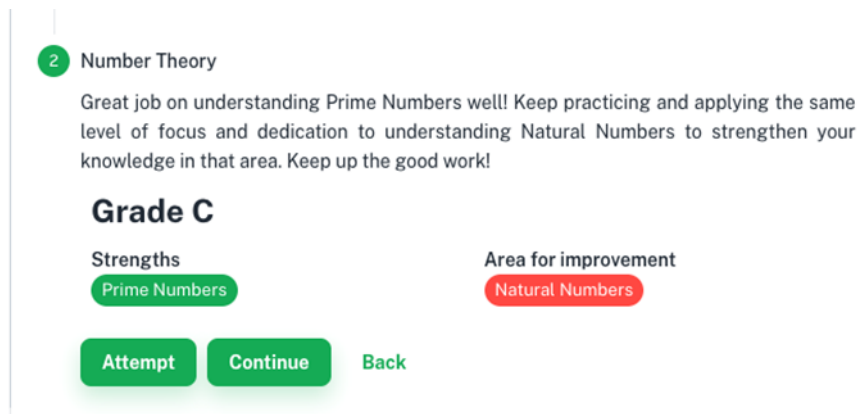 2 Number Theory
Great job on understanding Prime Numbers well! Keep practicing and applying the same
level of focus and dedication to understanding Natural Numbers to strengthen your
knowledge in that area. Keep up the good work!
Grade C
Strengths Area for improvement
Prime Numbers Natural Numbers
Attempt Continue Back